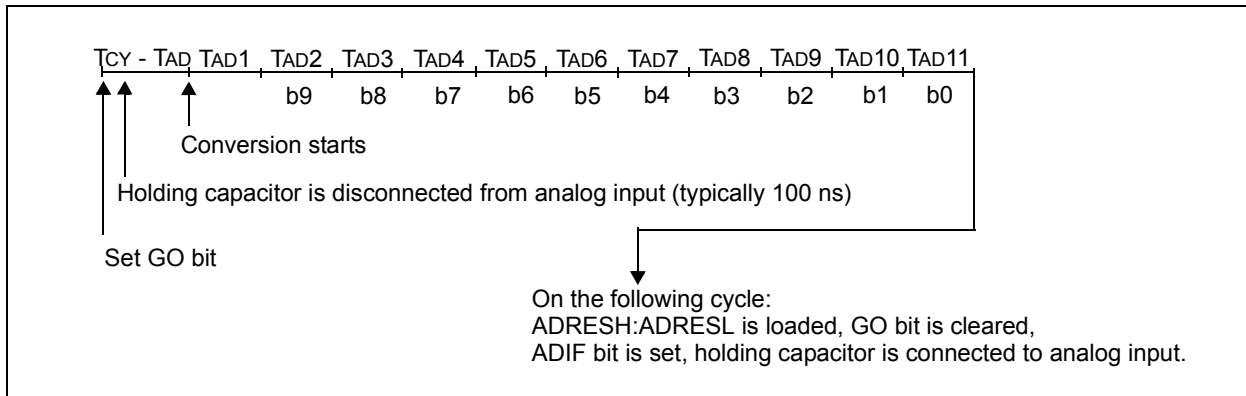 TCY - TAD TAD1 TAD2 TAD3 TAD4 TAD5 TAD6 TAD7 TAD8 TAD9 TAD10 TAD11
b9 b8 b7 b6 b5 b4 b3 b2 b1 b0
Conversion starts
Holding capacitor is disconnected from analog input (typically 100 ns)
Set GO bit
On the following cycle:
ADRESH:ADRESL is loaded, GO bit is cleared,
ADIF bit is set, holding capacitor is connected to analog input.